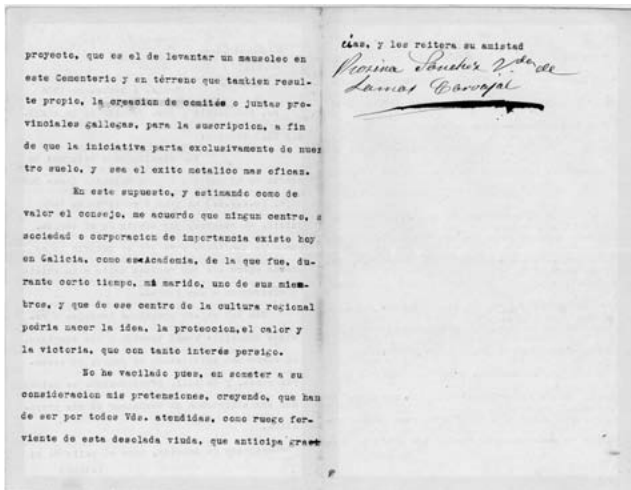 proyecto, que es el de levantar un mausoleo en
este Cementerio y en térreno que tambien resul-
te propio, la creacion de comités o juntas pro-
vinciales gallegas, para la suscripcion, a fin
de que la iniciativa parta exclusivamente de nues
tro suelo, y sea el exito metalico mas eficaz.
En este supuesto, y estimando como de
valor el consejo, me acuerdo que ningun centro,
sociedad o corporacion de importancia existe hoy
en Galicia, como esa Academia, de la que fue, du-
rante corto tiempo, mi marido, uno de sus miem-
bros, y que de ese centro de la cultura regional
podria nacer la idea, la proteccion, el calor y
la victoria, que con tanto interés persigo.
No he vacilado pues, en someter a su
consideracion mis pretensiones, creyendo, que han
de ser por todos Vds. atendidas, como ruego fer-
viente de esta desolada viuda, que anticipa gra
cias, y les reitera su amistad
Rosina Sanchez Vda de
Lamas Carvajal